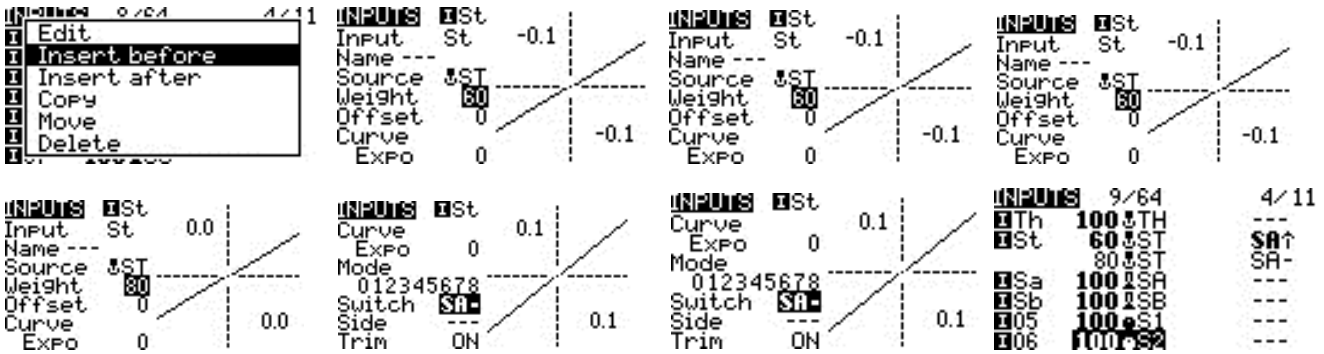 4/11
Edit
Insert before
Insert after
Copy
Move
Delete
INPUTS I St
Input St -0.1
Name ---
Source ST
Weight 60
Offset 0
Curve -0.1
Expo 0
INPUTS I St
Input St -0.1
Name ---
Source ST
Weight 60
Offset 0
Curve -0.1
Expo 0
INPUTS I St
Input St -0.1
Name ---
Source ST
Weight 60
Offset 0
Curve -0.1
Expo 0
INPUTS I St
Input St 0.0
Name ---
Source ST
Weight 80
Offset 0
Curve 0.0
Expo 0
INPUTS I St
Curve 0.1
Expo 0
Mode
012345678
Switch SA-
Side --- 0.1
Trim ON
INPUTS I St
Curve 0.1
Expo 0
Mode
012345678
Switch SA-
Side --- 0.1
Trim ON
INPUTS 9/64 4/11
I Th 100 TH ---
I St 60 ST SA↑
80 ST SA-
I Sa 100 SA ---
I Sb 100 SB ---
I 05 100 S1 ---
I 06 100 S2 ---